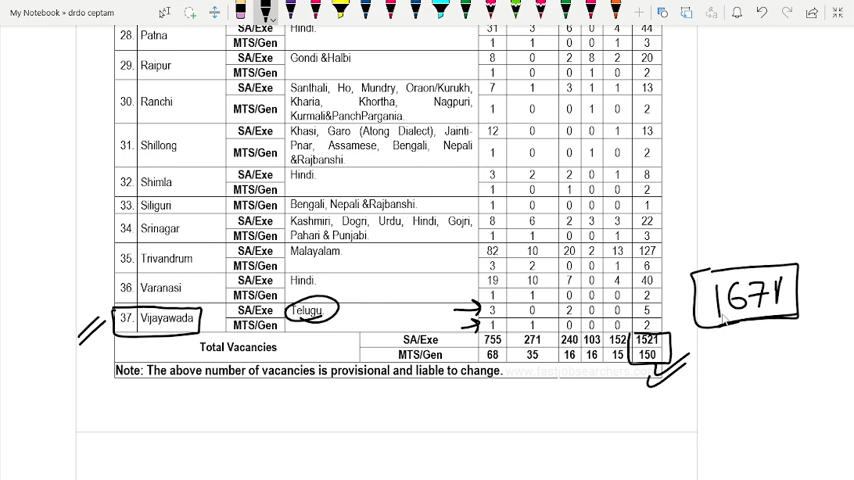 My Notebook » drdo ceptam
28. Patna SA/Exe Hindi. 31 3 6 0 4 44
MTS/Gen 1 1 0 0 1 3
29. Raipur SA/Exe Gondi &Halbi 8 0 2 8 2 20
MTS/Gen 1 0 0 1 0 2
30. Ranchi SA/Exe Santhali, Ho, Mundry, Oraon/Kurukh, 7 1 3 1 1 13
MTS/Gen Kharia, Khortha, Nagpuri, 1 0 0 1 0 2
Kurmali&PanchPargania.
31. Shillong SA/Exe Khasi, Garo (Along Dialect), Jainti- 12 0 0 0 1 13
MTS/Gen Pnar, Assamese, Bengali, Nepali 1 0 0 1 0 2
&Rajbanshi.
32. Shimla SA/Exe Hindi. 3 2 2 0 1 8
MTS/Gen 1 0 1 0 0 2
33. Siliguri SA/Exe Bengali, Nepali &Rajbanshi. 1 0 0 0 0 1
34. Srinagar SA/Exe Kashmiri, Dogri, Urdu, Hindi, Gojri, 8 6 2 3 3 22
MTS/Gen Pahari & Punjabi. 1 1 0 0 1 3
35. Trivandrum SA/Exe Malayalam. 82 10 20 2 13 127
MTS/Gen 3 2 0 0 1 6
36. Varanasi SA/Exe Hindi. 19 10 7 0 4 40
MTS/Gen 1 1 0 0 0 2
37. Vijayawada SA/Exe Telugu. 3 0 2 0 0 5
MTS/Gen 1 1 0 0 0 2
Total Vacancies SA/Exe 755 271 240 103 152 1521
MTS/Gen 68 35 16 16 15 150
Note: The above number of vacancies is provisional and liable to change.
www.fastjobsearchers.co
1671